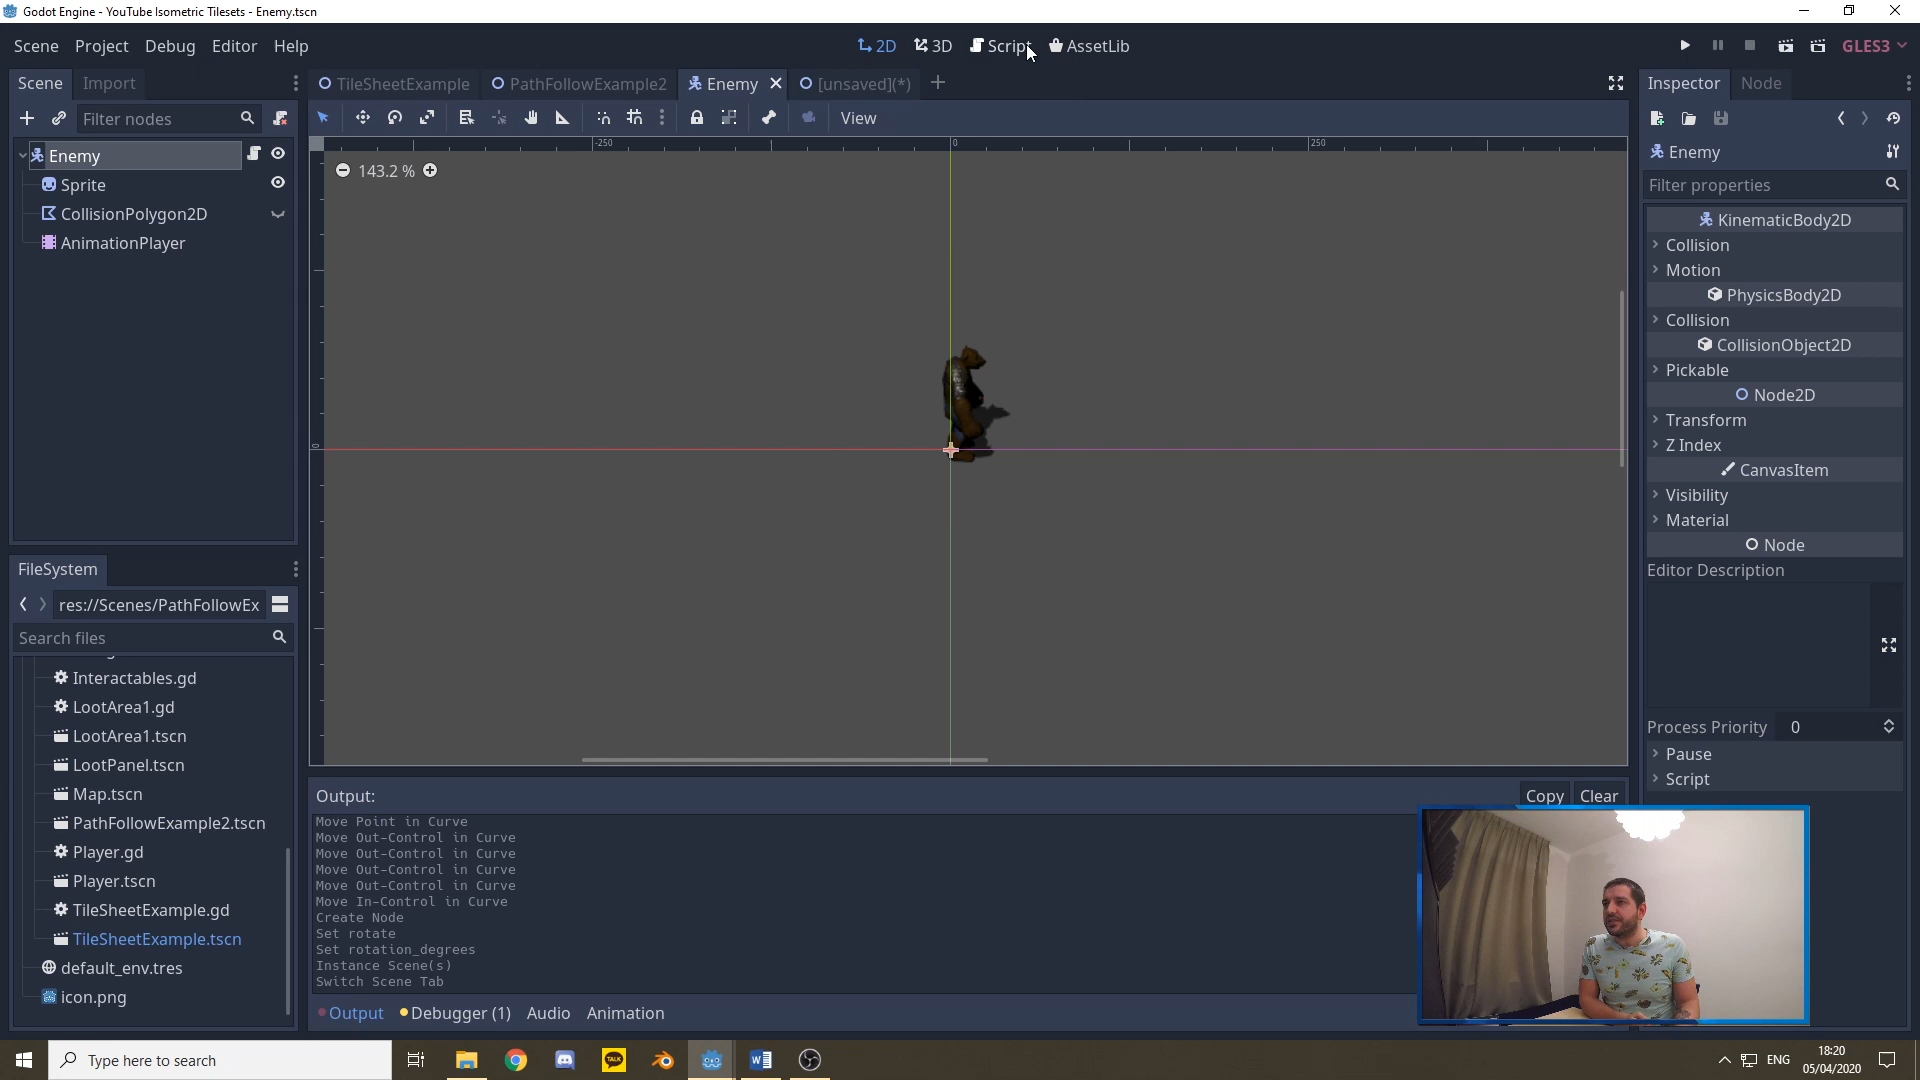 Godot Engine - YouTube Isometric Tilesets - Enemy.tscn
Scene Project Debug Editor Help
2D 3D Script AssetLib
GLES3
Scene Import
TileSheetExample PathFollowExample2 Enemy [unsaved](*)
Inspector Node
Filter nodes
View
Enemy
Sprite
CollisionPolygon2D
AnimationPlayer
-250 0 250
143.2 %
0
Enemy
Filter properties
KinematicBody2D
Collision
Motion
PhysicsBody2D
Collision
CollisionObject2D
Pickable
Node2D
Transform
Z Index
CanvasItem
Visibility
Material
Node
Editor Description
Process Priority 0
Pause
Script
FileSystem
res://Scenes/PathFollowEx
Search files
Interactables.gd
LootArea1.gd
LootArea1.tscn
LootPanel.tscn
Map.tscn
PathFollowExample2.tscn
Player.gd
Player.tscn
TileSheetExample.gd
TileSheetExample.tscn
default_env.tres
icon.png
Output:
Copy Clear
Move Point in Curve
Move Out-Control in Curve
Move Out-Control in Curve
Move Out-Control in Curve
Move Out-Control in Curve
Move In-Control in Curve
Create Node
Set rotate
Set rotation_degrees
Instance Scene(s)
Switch Scene Tab
Output Debugger (1) Audio Animation
Type here to search
TALK
W
ENG
18:20
05/04/2020